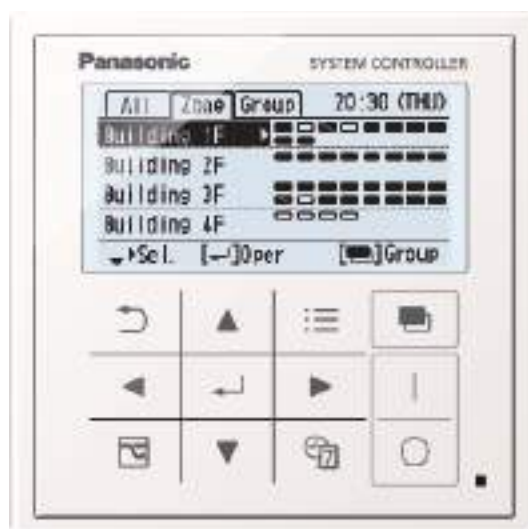 Panasonic SYSTEM CONTROLLER
All Zone Group 20:30 (THU)
Building 1F
Building 2F
Building 3F
Building 4F
Sel. [↵]Oper [ ]Group
7